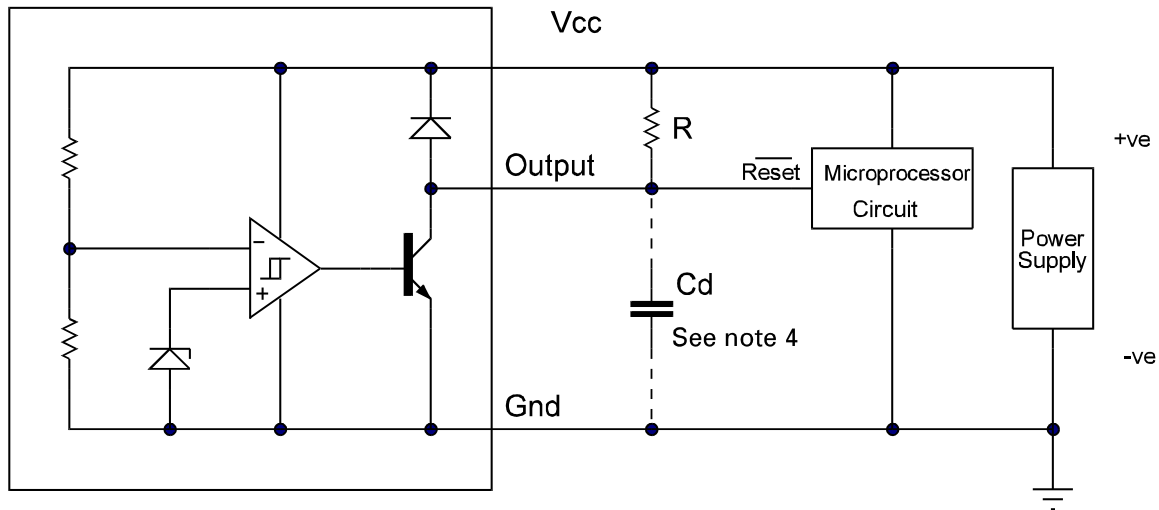 Vcc
R
+ve
Output
Reset
Microprocessor
Circuit
Power
Supply
−
+
Cd
See note 4
-ve
Gnd